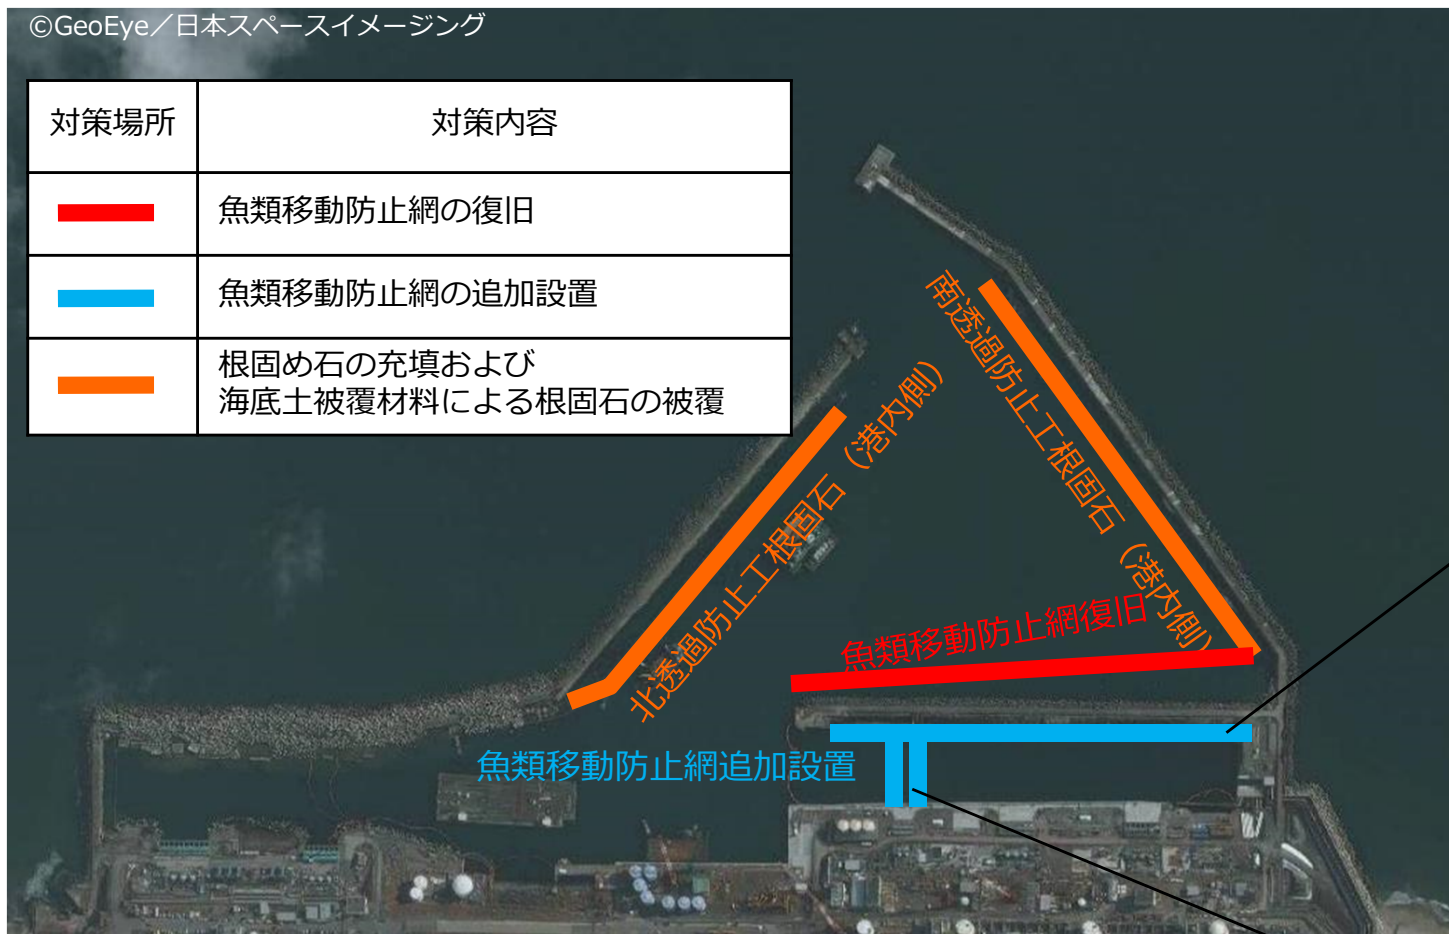 ©GeoEye／日本スペースイメージング
対策場所
対策内容
魚類移動防止網の復旧
魚類移動防止網の追加設置
根固め石の充填および
海底土被覆材料による根固石の被覆
南透過防止工根固石（港内側）
北透過防止工根固石（港内側）
魚類移動防止網復旧
魚類移動防止網追加設置